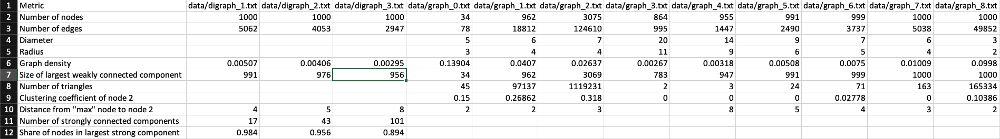 1 Metric data/digraph_1.txt data/digraph_2.txt data/digraph_3.txt data/graph_0.txt data/graph_1.txt data/graph_2.txt data/graph_3.txt data/graph_4.txt data/graph_5.txt data/graph_6.txt data/graph_7.txt data/graph_8.txt
2 Number of nodes 1000 1000 1000 34 962 3075 864 955 991 999 1000 1000
3 Number of edges 5062 4053 2947 78 18812 124610 995 1447 2490 3737 5038 49852
4 Diameter 5 6 7 20 14 9 7 6 3
5 Radius 3 4 4 11 9 6 5 4 2
6 Graph density 0.00507 0.00406 0.00295 0.13904 0.0407 0.02637 0.00267 0.00318 0.00508 0.0075 0.01009 0.0998
7 Size of largest weakly connected component 991 976 956 34 962 3069 783 947 991 999 1000 1000
8 Number of triangles 45 97137 1119231 2 3 24 71 163 165334
9 Clustering coefficient of node 2 0.15 0.26862 0.318 0 0 0 0.02778 0 0.10386
10 Distance from "max" node to node 2 4 5 8 2 2 3 8 5 4 3 2
11 Number of strongly connected components 17 43 101
12 Share of nodes in largest strong component 0.984 0.956 0.894